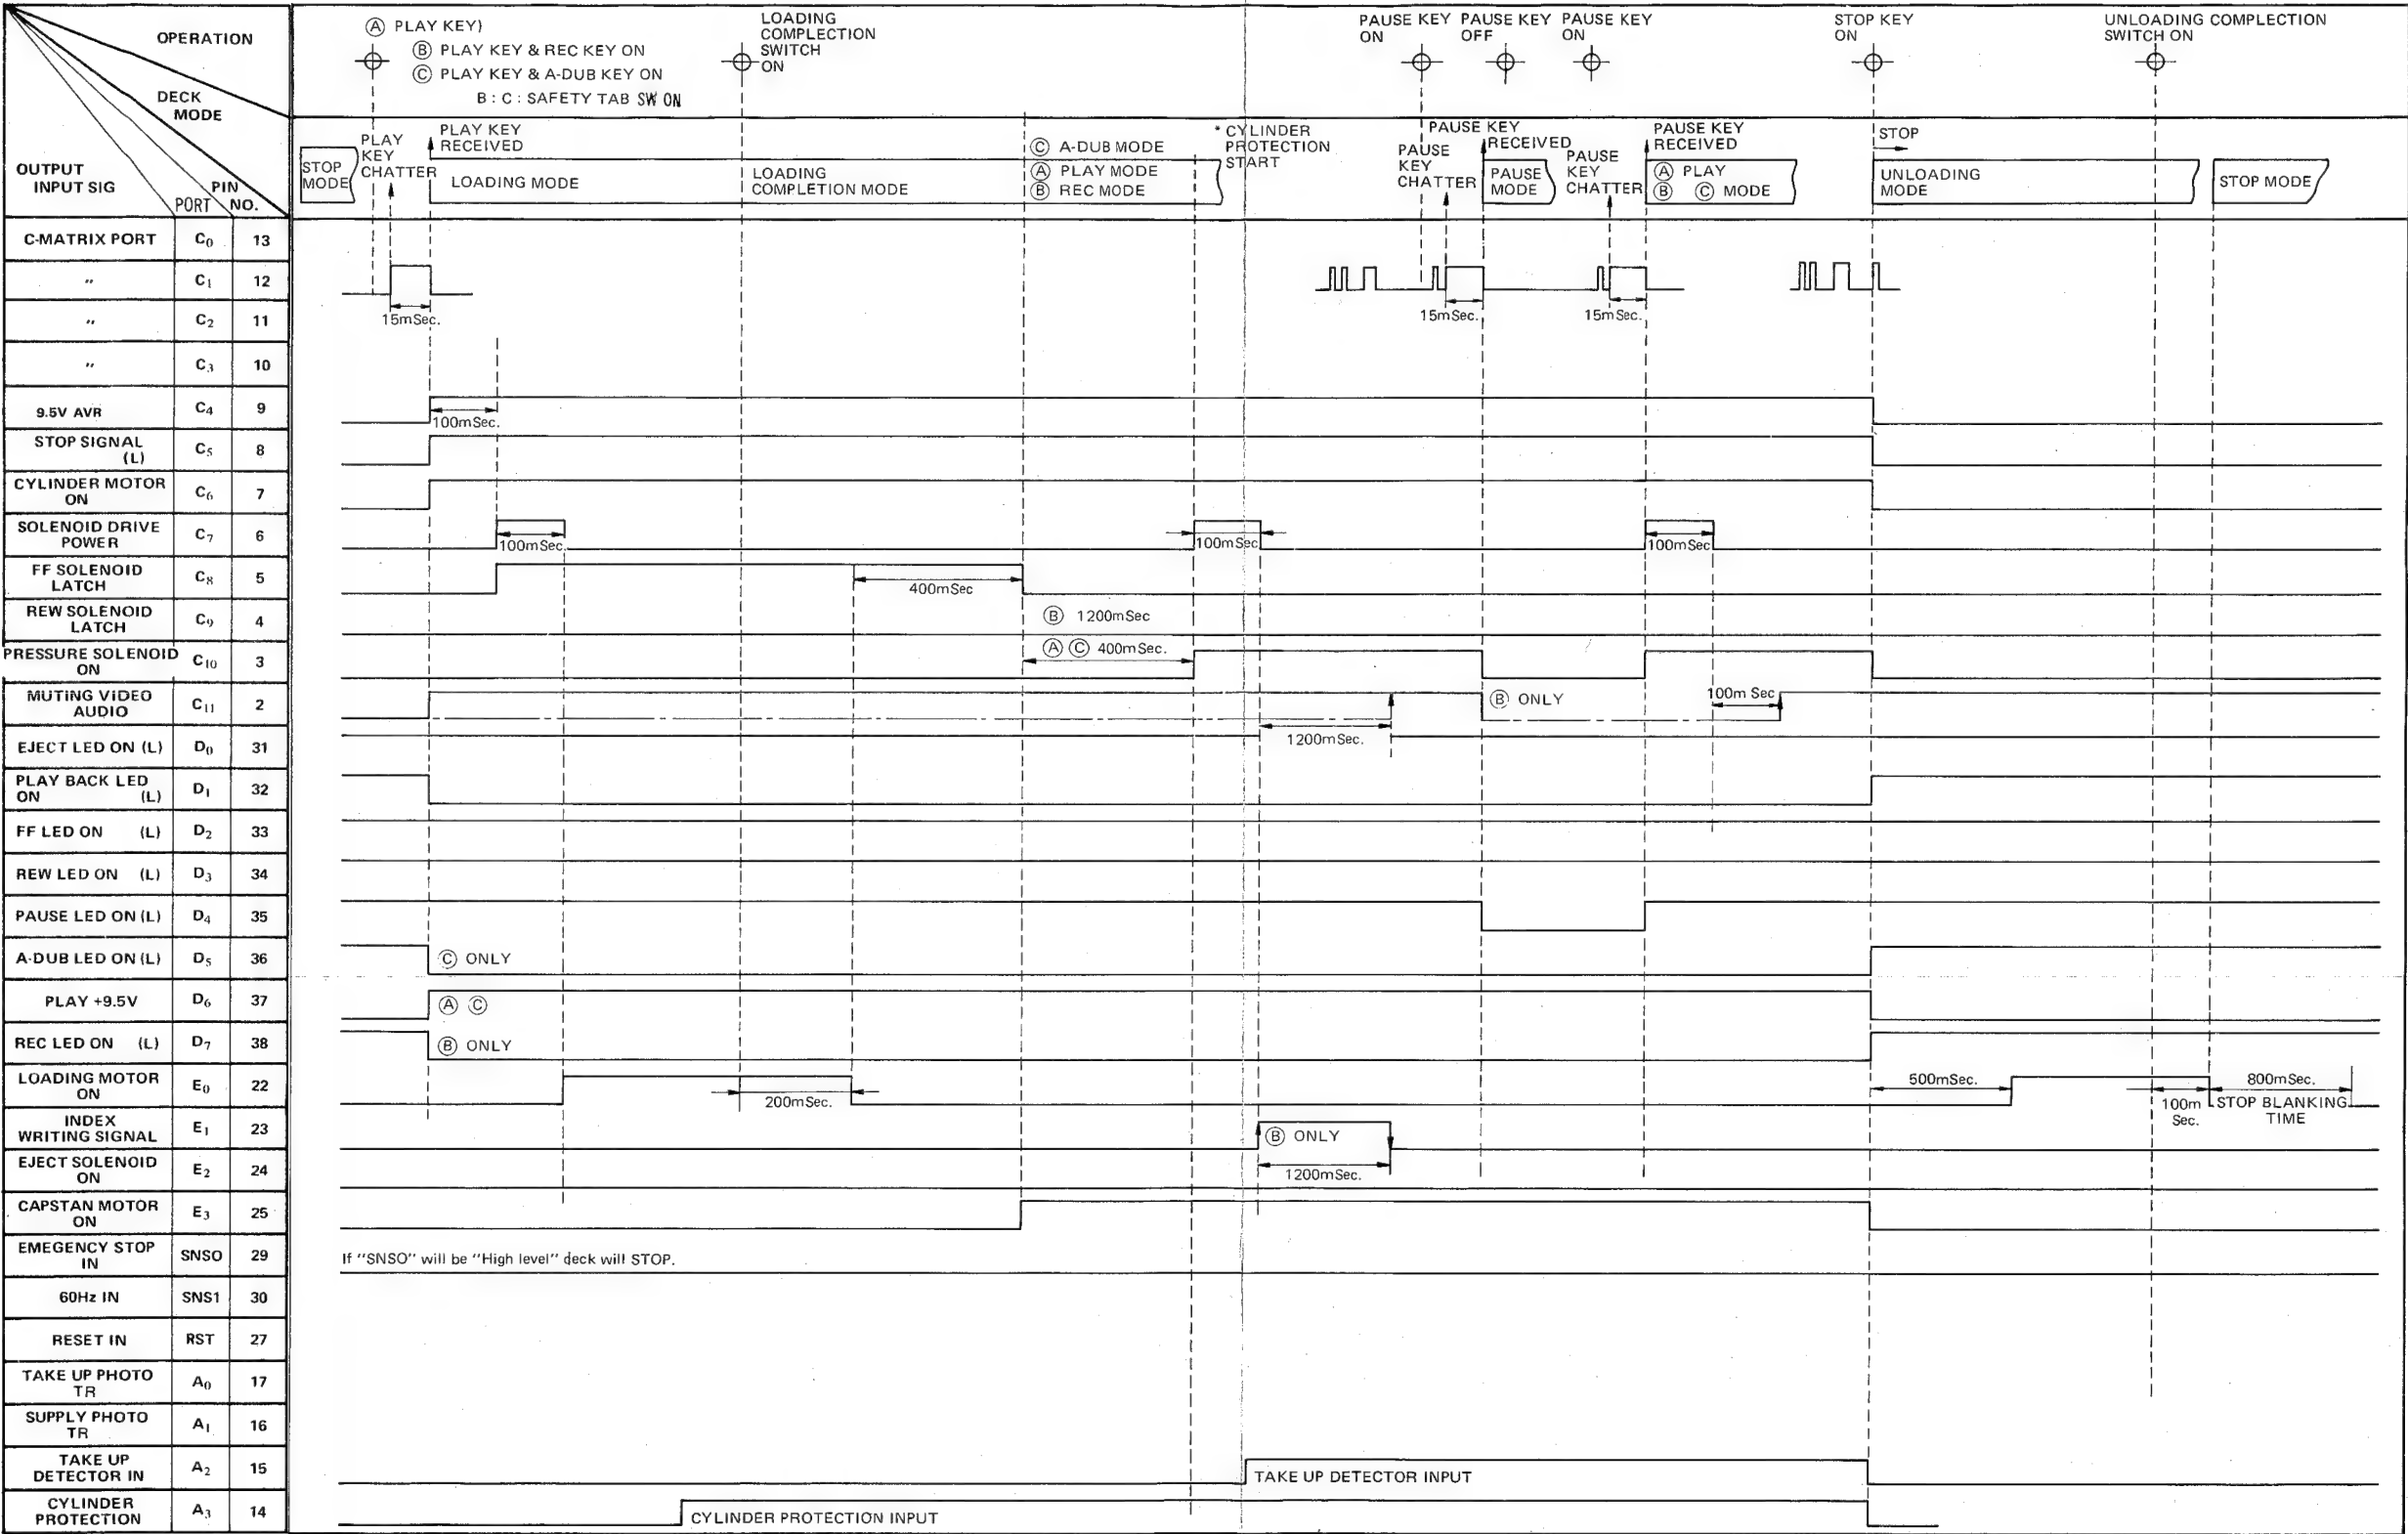 OPERATION
DECK
MODE
OUTPUT
INPUT SIG
PORT
PIN
NO.
Ⓐ PLAY KEY)
Ⓑ PLAY KEY & REC KEY ON
Ⓒ PLAY KEY & A-DUB KEY ON
B : C : SAFETY TAB SW ON
LOADING
COMPLECTION
SWITCH
ON
PAUSE KEY
ON
PAUSE KEY
OFF
PAUSE KEY
ON
STOP KEY
ON
UNLOADING COMPLECTION
SWITCH ON
STOP
MODE
PLAY
KEY
CHATTER
PLAY KEY
RECEIVED
LOADING MODE
LOADING
COMPLETION MODE
Ⓒ A-DUB MODE
Ⓐ PLAY MODE
Ⓑ REC MODE
* CYLINDER
PROTECTION
START
PAUSE
KEY
CHATTER
PAUSE KEY
RECEIVED
PAUSE
MODE
PAUSE
KEY
CHATTER
PAUSE KEY
RECEIVED
Ⓐ PLAY
Ⓑ Ⓒ MODE
STOP
UNLOADING
MODE
STOP MODE
C-MATRIX PORT C0 13
" C1 12
15mSec.
15mSec.
15mSec.
" C2 11
" C3 10
9.5V AVR C4 9
100mSec.
STOP SIGNAL
(L) C5 8
CYLINDER MOTOR
ON C6 7
SOLENOID DRIVE
POWER C7 6
100mSec.
100mSec
100mSec
FF SOLENOID
LATCH C8 5
400mSec
REW SOLENOID
LATCH C9 4
Ⓑ 1200mSec
PRESSURE SOLENOID
ON C10 3
Ⓐ Ⓒ 400mSec.
MUTING VIDEO
AUDIO C11 2
Ⓑ ONLY
100m Sec
1200mSec.
EJECT LED ON (L) D0 31
PLAY BACK LED
ON (L) D1 32
FF LED ON (L) D2 33
REW LED ON (L) D3 34
PAUSE LED ON (L) D4 35
A-DUB LED ON (L) D5 36
Ⓒ ONLY
PLAY +9.5V D6 37
Ⓐ Ⓒ
REC LED ON (L) D7 38
Ⓑ ONLY
LOADING MOTOR
ON E0 22
200mSec.
500mSec.
100m
Sec.
800mSec.
STOP BLANKING
TIME
INDEX
WRITING SIGNAL E1 23
Ⓑ ONLY
1200mSec.
EJECT SOLENOID
ON E2 24
CAPSTAN MOTOR
ON E3 25
EMEGENCY STOP
IN SNSO 29
If "SNSO" will be "High level" deck will STOP.
60Hz IN SNS1 30
RESET IN RST 27
TAKE UP PHOTO
TR A0 17
SUPPLY PHOTO
TR A1 16
TAKE UP
DETECTOR IN A2 15
TAKE UP DETECTOR INPUT
CYLINDER
PROTECTION A3 14
CYLINDER PROTECTION INPUT